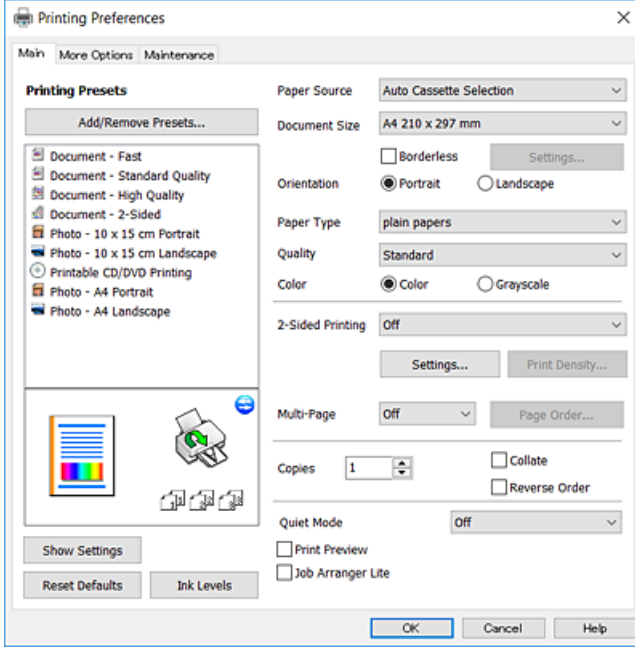 Printing Preferences
Main More Options Maintenance
Printing Presets
Add/Remove Presets...
Document - Fast
Document - Standard Quality
Document - High Quality
Document - 2-Sided
Photo - 10 x 15 cm Portrait
Photo - 10 x 15 cm Landscape
Printable CD/DVD Printing
Photo - A4 Portrait
Photo - A4 Landscape
Show Settings
Reset Defaults Ink Levels
Paper Source Auto Cassette Selection
Document Size A4 210 x 297 mm
Borderless Settings...
Orientation Portrait Landscape
Paper Type plain papers
Quality Standard
Color Color Grayscale
2-Sided Printing Off
Settings... Print Density...
Multi-Page Off Page Order...
Copies 1 Collate
Reverse Order
Quiet Mode Off
Print Preview
Job Arranger Lite
OK Cancel Help